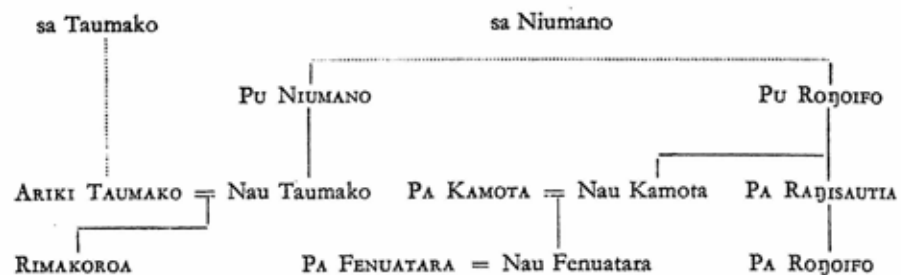 sa Taumako sa Niumano
Pu Niumano Pu Roŋoifo
Ariki Taumako = Nau Taumako Pa Kamota = Nau Kamota Pa Raŋisautia
Rimakoroa Pa Fenuatara = Nau Fenuatara Pa Roŋoifo